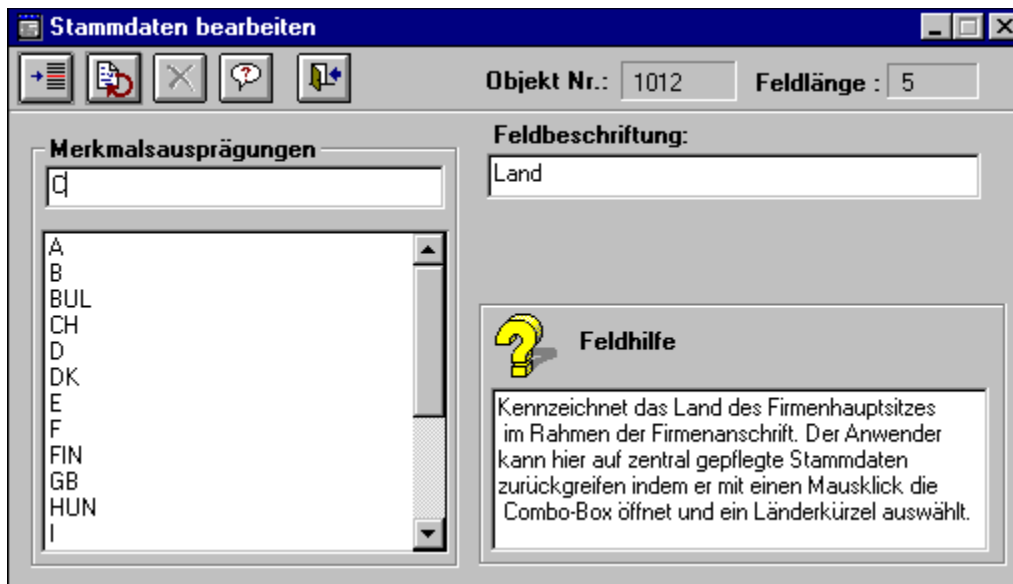 Stammdaten bearbeiten
Objekt Nr.: 1012 Feldlänge : 5
Merkmalsausprägungen
C
A
B
BUL
CH
D
DK
E
F
FIN
GB
HUN
I
Feldbeschriftung:
Land
Feldhilfe
Kennzeichnet das Land des Firmenhauptsitzes
im Rahmen der Firmenanschrift. Der Anwender
kann hier auf zentral gepflegte Stammdaten
zurückgreifen indem er mit einen Mausklick die
Combo-Box öffnet und ein Länderkürzel auswählt.